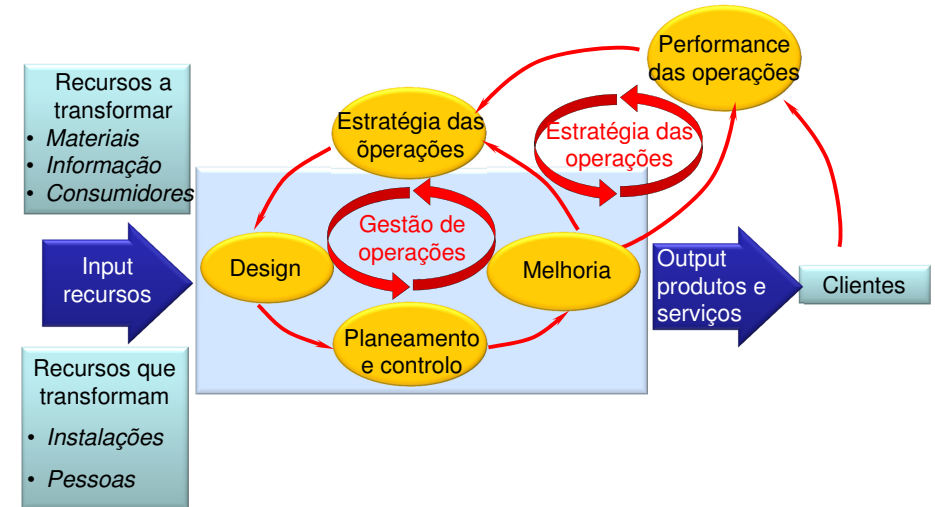 Recursos a
transformar
• Materiais
• Informação
• Consumidores
Input
recursos
Recursos que
transformam
• Instalações
• Pessoas
Estratégia das
õperações
Gestão de
operações
Design
Planeamento
e controlo
Melhoria
Estratégia das
operações
Performance
das operações
Output
produtos e
serviços
Clientes